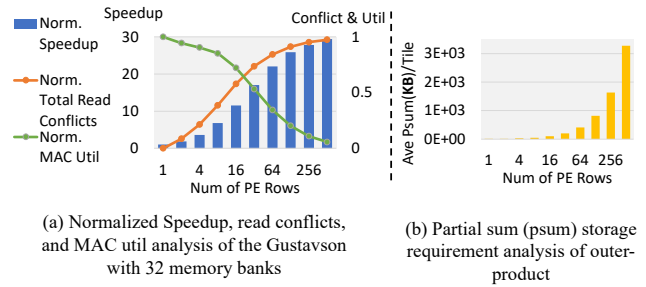 Speedup
Conflict & Util
Norm.
Speedup
Norm.
Total Read
Conflicts
Norm.
MAC Util
30
20
10
0
1
0.5
0
1 4 16 64 256
Num of PE Rows
Ave Psum(KB)/Tile
3E+03
2E+03
1E+03
0E+00
1 4 16 64 256
Num of PE Rows
(a) Normalized Speedup, read conflicts,
and MAC util analysis of the Gustavson
with 32 memory banks
(b) Partial sum (psum) storage
requirement analysis of outer-
product